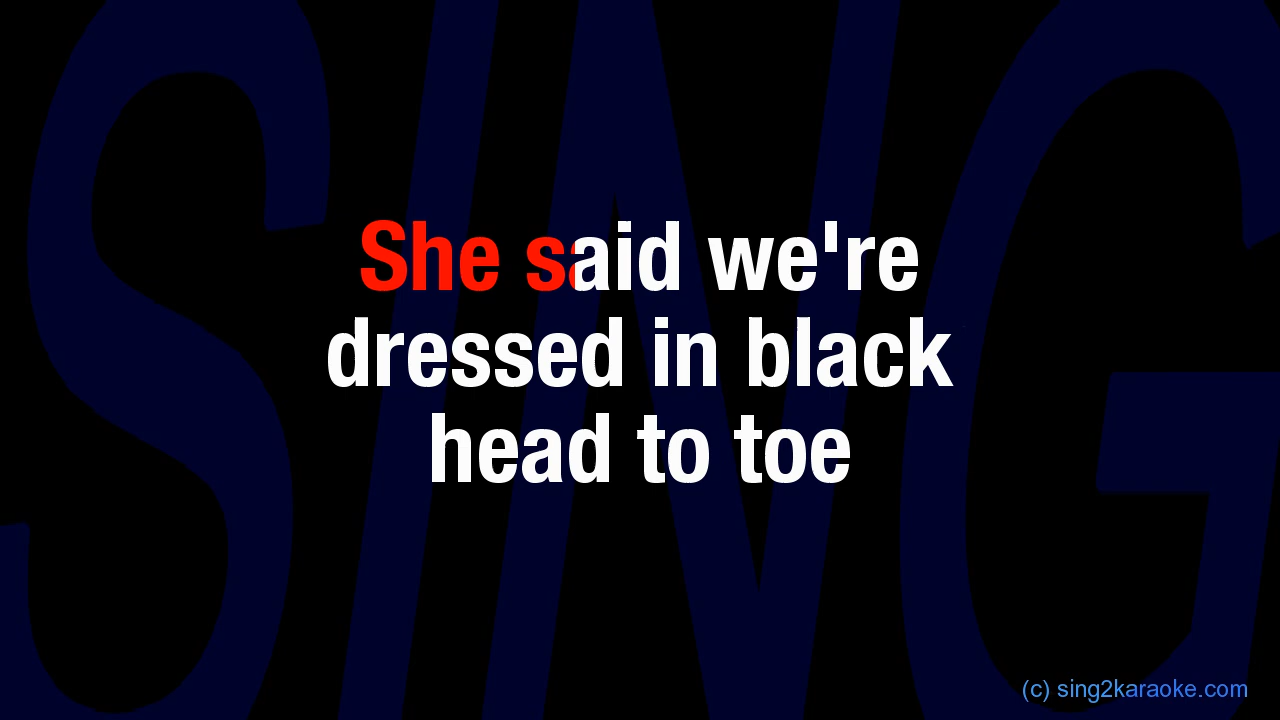 SING
She said we're
dressed in black
head to toe
(c) sing2karaoke.com